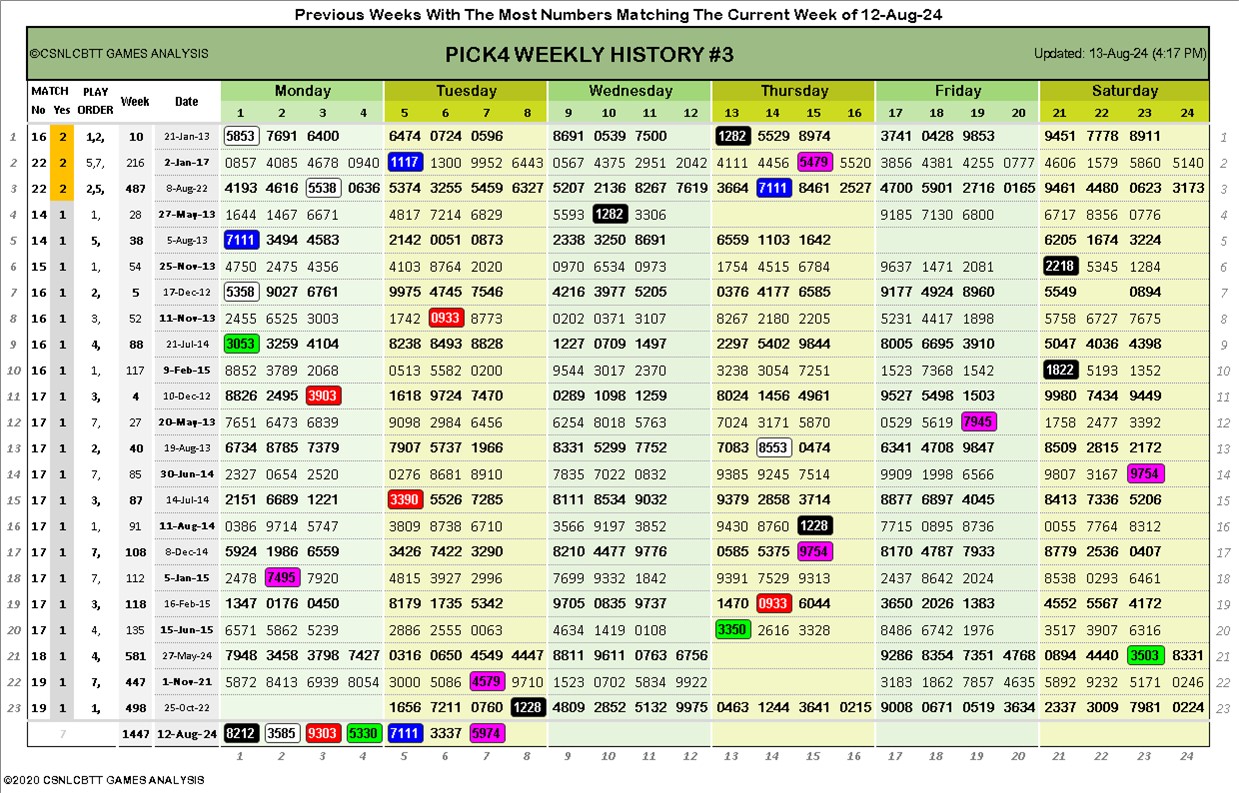 Previous Weeks With The Most Numbers Matching The Current Week of 12-Aug-24
©CSNLCBTT GAMES ANALYSIS PICK4 WEEKLY HISTORY #3 Updated: 13-Aug-24 (4:17 PM)
MATCH PLAY Week Date Monday Tuesday Wednesday Thursday Friday Saturday
No Yes ORDER 1 2 3 4 5 6 7 8 9 10 11 12 13 14 15 16 17 18 19 20 21 22 23 24
1 16 2 1,2, 10 21-Jan-13 5853 7691 6400 6474 0724 0596 8691 0539 7500 1282 5529 8974 3741 0428 9853 9451 7778 8911 1
2 22 2 5,7, 216 2-Jan-17 0857 4085 4678 0940 1117 1300 9952 6443 0567 4375 2951 2042 4111 4456 5479 5520 3856 4381 4255 0777 4606 1579 5860 5140 2
3 22 2 2,5, 487 8-Aug-22 4193 4616 5538 0636 5374 3255 5459 6327 5207 2136 8267 7619 3664 7111 8461 2527 4700 5901 2716 0165 9461 4480 0623 3173 3
4 14 1 1, 28 27-May-13 1644 1467 6671 4817 7214 6829 5593 1282 3306 9185 7130 6800 6717 8356 0776 4
5 14 1 5, 38 5-Aug-13 7111 3494 4583 2142 0051 0873 2338 3250 8691 6559 1103 1642 6205 1674 3224 5
6 15 1 1, 54 25-Nov-13 4750 2475 4356 4103 8764 2020 0970 6534 0973 1754 4515 6784 9637 1471 2081 2218 5345 1284 6
7 16 1 2, 5 17-Dec-12 5358 9027 6761 9975 4745 7546 4216 3977 5205 0376 4177 6585 9177 4924 8960 5549 0894 7
8 16 1 3, 52 11-Nov-13 2455 6525 3003 1742 0933 8773 0202 0371 3107 8267 2180 2205 5231 4417 1898 5758 6727 7675 8
9 16 1 4, 88 21-Jul-14 3053 3259 4104 8238 8493 8828 1227 0709 1497 2297 5402 9844 8005 6695 3910 5047 4036 4398 9
10 16 1 1, 117 9-Feb-15 8852 3789 2068 0513 5582 0200 9544 3017 2370 3238 3054 7251 1523 7368 1542 1822 5193 1352 10
11 17 1 3, 4 10-Dec-12 8826 2495 3903 1618 9724 7470 0289 1098 1259 8024 1456 4961 9527 5498 1503 9980 7434 9449 11
12 17 1 7, 27 20-May-13 7651 6473 6839 9098 2984 6456 6254 8018 5763 7024 3171 5870 0529 5619 7945 1758 2477 3392 12
13 17 1 2, 40 19-Aug-13 6734 8785 7379 7907 5737 1966 8331 5299 7752 7083 8553 0474 6341 4708 9847 8509 2815 2172 13
14 17 1 7, 85 30-Jun-14 2327 0654 2520 0276 8681 8910 7835 7022 0832 9385 9245 7514 9909 1998 6566 9807 3167 9754 14
15 17 1 3, 87 14-Jul-14 2151 6689 1221 3390 5526 7285 8111 8534 9032 9379 2858 3714 8877 6897 4045 8413 7336 5206 15
16 17 1 1, 91 11-Aug-14 0386 9714 5747 3809 8738 6710 3566 9197 3852 9430 8760 1228 7715 0895 8736 0055 7764 8312 16
17 17 1 7, 108 8-Dec-14 5924 1986 6559 3426 7422 3290 8210 4477 9776 0585 5375 9754 8170 4787 7933 8779 2536 0407 17
18 17 1 7, 112 5-Jan-15 2478 7495 7920 4815 3927 2996 7699 9332 1842 9391 7529 9313 2437 8642 2024 8538 0293 6461 18
19 17 1 3, 118 16-Feb-15 1347 0176 0450 8179 1735 5342 9705 0835 9737 1470 0933 6044 3650 2026 1383 4552 5567 4172 19
20 17 1 4, 135 15-Jun-15 6571 5862 5239 2886 2555 0063 4634 1419 0108 3350 2616 3328 8486 6742 1976 3517 3907 6316 20
21 18 1 4, 581 27-May-24 7948 3458 3798 7427 0316 0650 4549 4447 8811 9611 0763 6756 9286 8354 7351 4768 0894 4440 3503 8331 21
22 19 1 7, 447 1-Nov-21 5872 8413 6939 8054 3000 5086 4579 9710 1523 0702 5834 9922 3183 1862 7857 4635 5892 9232 5171 0246 22
23 19 1 1, 498 25-Oct-22 1656 7211 0760 1228 4809 2852 5132 9975 0463 1244 3641 0215 9008 0671 0519 3634 2337 3009 7981 0224 23
7 1447 12-Aug-24 8212 3585 9303 5330 7111 3337 5974
1 2 3 4 5 6 7 8 9 10 11 12 13 14 15 16 17 18 19 20 21 22 23 24
©2020 CSNLCBTT GAMES ANALYSIS